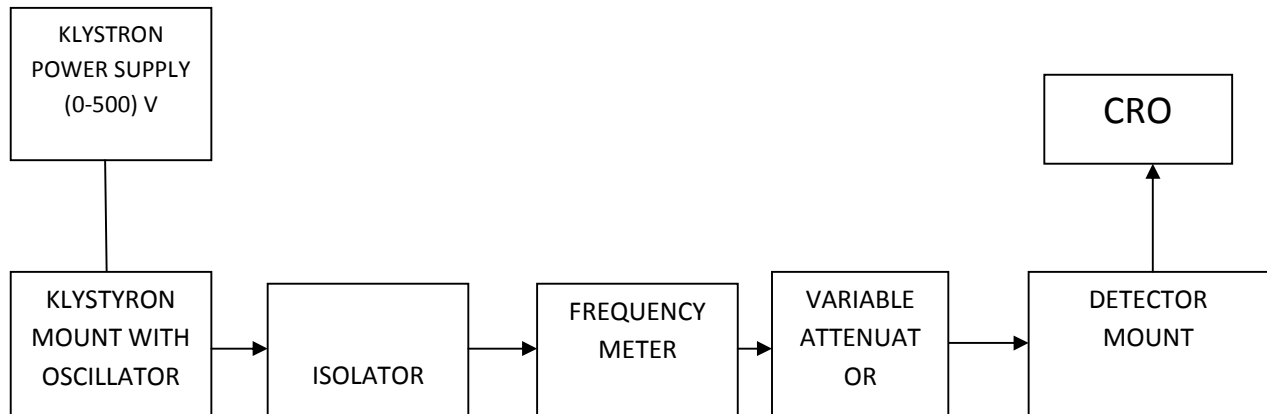 KLYSTRON
POWER SUPPLY
(0-500) V
CRO
KLYSTYRON
MOUNT WITH
OSCILLATOR
ISOLATOR
FREQUENCY
METER
VARIABLE
ATTENUAT
OR
DETECTOR
MOUNT